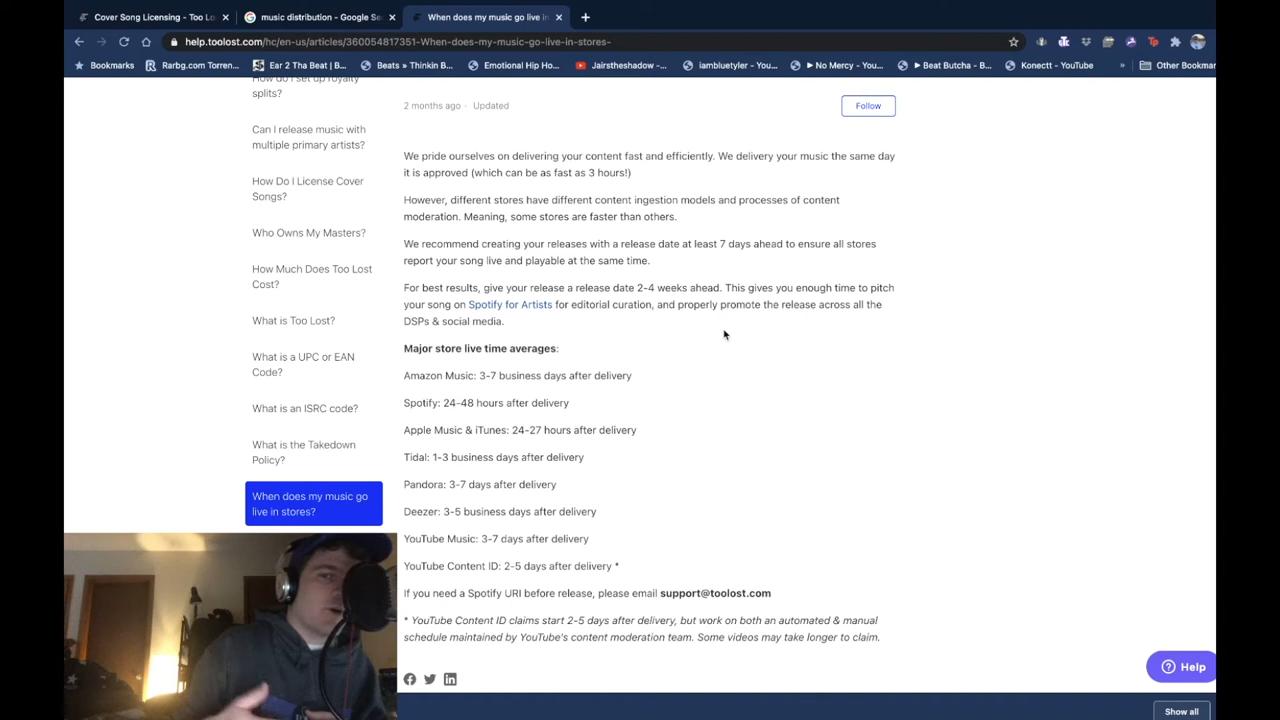 Cover Song Licensing - Too Lo
music distribution - Google Se
When does my music go live in
help.toolost.com/hc/en-us/articles/360054817351-When-does-my-music-go-live-in-stores-
Bookmarks
Rarbg.com Torren...
Ear 2 Tha Beat | B...
Beats » Thinkin B...
Emotional Hip Ho...
Jairstheshadow -...
iambluetyler - You...
► No Mercy - You...
► Beat Butcha - B...
Konectt - YouTube
»
Other Bookmar
How do I set up royalty
splits?
Can I release music with
multiple primary artists?
How Do I License Cover
Songs?
Who Owns My Masters?
How Much Does Too Lost
Cost?
What is Too Lost?
What is a UPC or EAN
Code?
What is an ISRC code?
What is the Takedown
Policy?
When does my music go
live in stores?
2 months ago · Updated
Follow
We pride ourselves on delivering your content fast and efficiently. We delivery your music the same day
it is approved (which can be as fast as 3 hours!)
However, different stores have different content ingestion models and processes of content
moderation. Meaning, some stores are faster than others.
We recommend creating your releases with a release date at least 7 days ahead to ensure all stores
report your song live and playable at the same time.
For best results, give your release a release date 2-4 weeks ahead. This gives you enough time to pitch
your song on Spotify for Artists for editorial curation, and properly promote the release across all the
DSPs & social media.
Major store live time averages:
Amazon Music: 3-7 business days after delivery
Spotify: 24-48 hours after delivery
Apple Music & iTunes: 24-27 hours after delivery
Tidal: 1-3 business days after delivery
Pandora: 3-7 days after delivery
Deezer: 3-5 business days after delivery
YouTube Music: 3-7 days after delivery
YouTube Content ID: 2-5 days after delivery *
If you need a Spotify URI before release, please email support@toolost.com
* YouTube Content ID claims start 2-5 days after delivery, but work on both an automated & manual
schedule maintained by YouTube's content moderation team. Some videos may take longer to claim.
Help
Show all